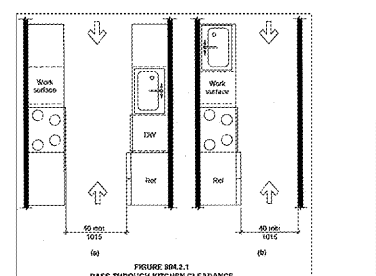 Work
surface
DW
Ref
Work
surface
Ref
40 min
1015
40 min
1015
(a)
(b)
FIGURE 804.2.1
PASS-THROUGH KITCHEN CLEARANCE